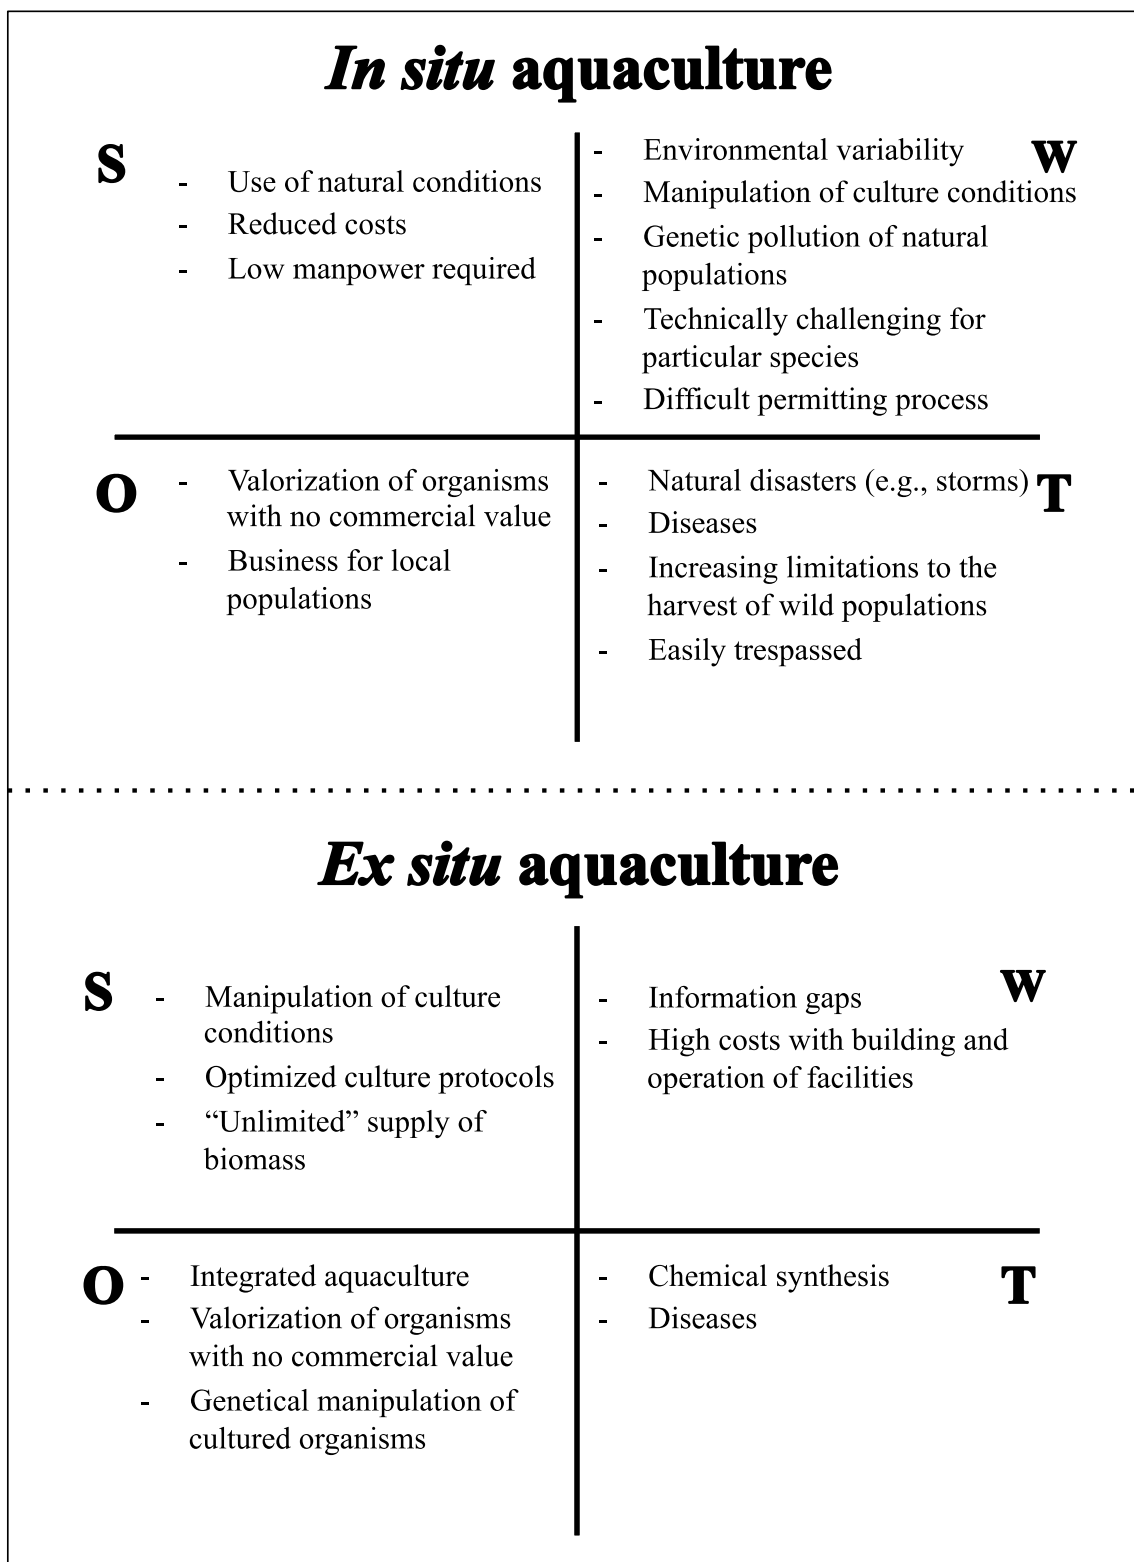 In situ aquaculture
S
- Use of natural conditions
- Reduced costs
- Low manpower required
W
- Environmental variability
- Manipulation of culture conditions
- Genetic pollution of natural
populations
- Technically challenging for
particular species
- Difficult permitting process
O
- Valorization of organisms
with no commercial value
- Business for local
populations
T
- Natural disasters (e.g., storms)
- Diseases
- Increasing limitations to the
harvest of wild populations
- Easily trespassed
Ex situ aquaculture
S
- Manipulation of culture
conditions
- Optimized culture protocols
- “Unlimited” supply of
biomass
W
- Information gaps
- High costs with building and
operation of facilities
O
- Integrated aquaculture
- Valorization of organisms
with no commercial value
- Genetical manipulation of
cultured organisms
T
- Chemical synthesis
- Diseases